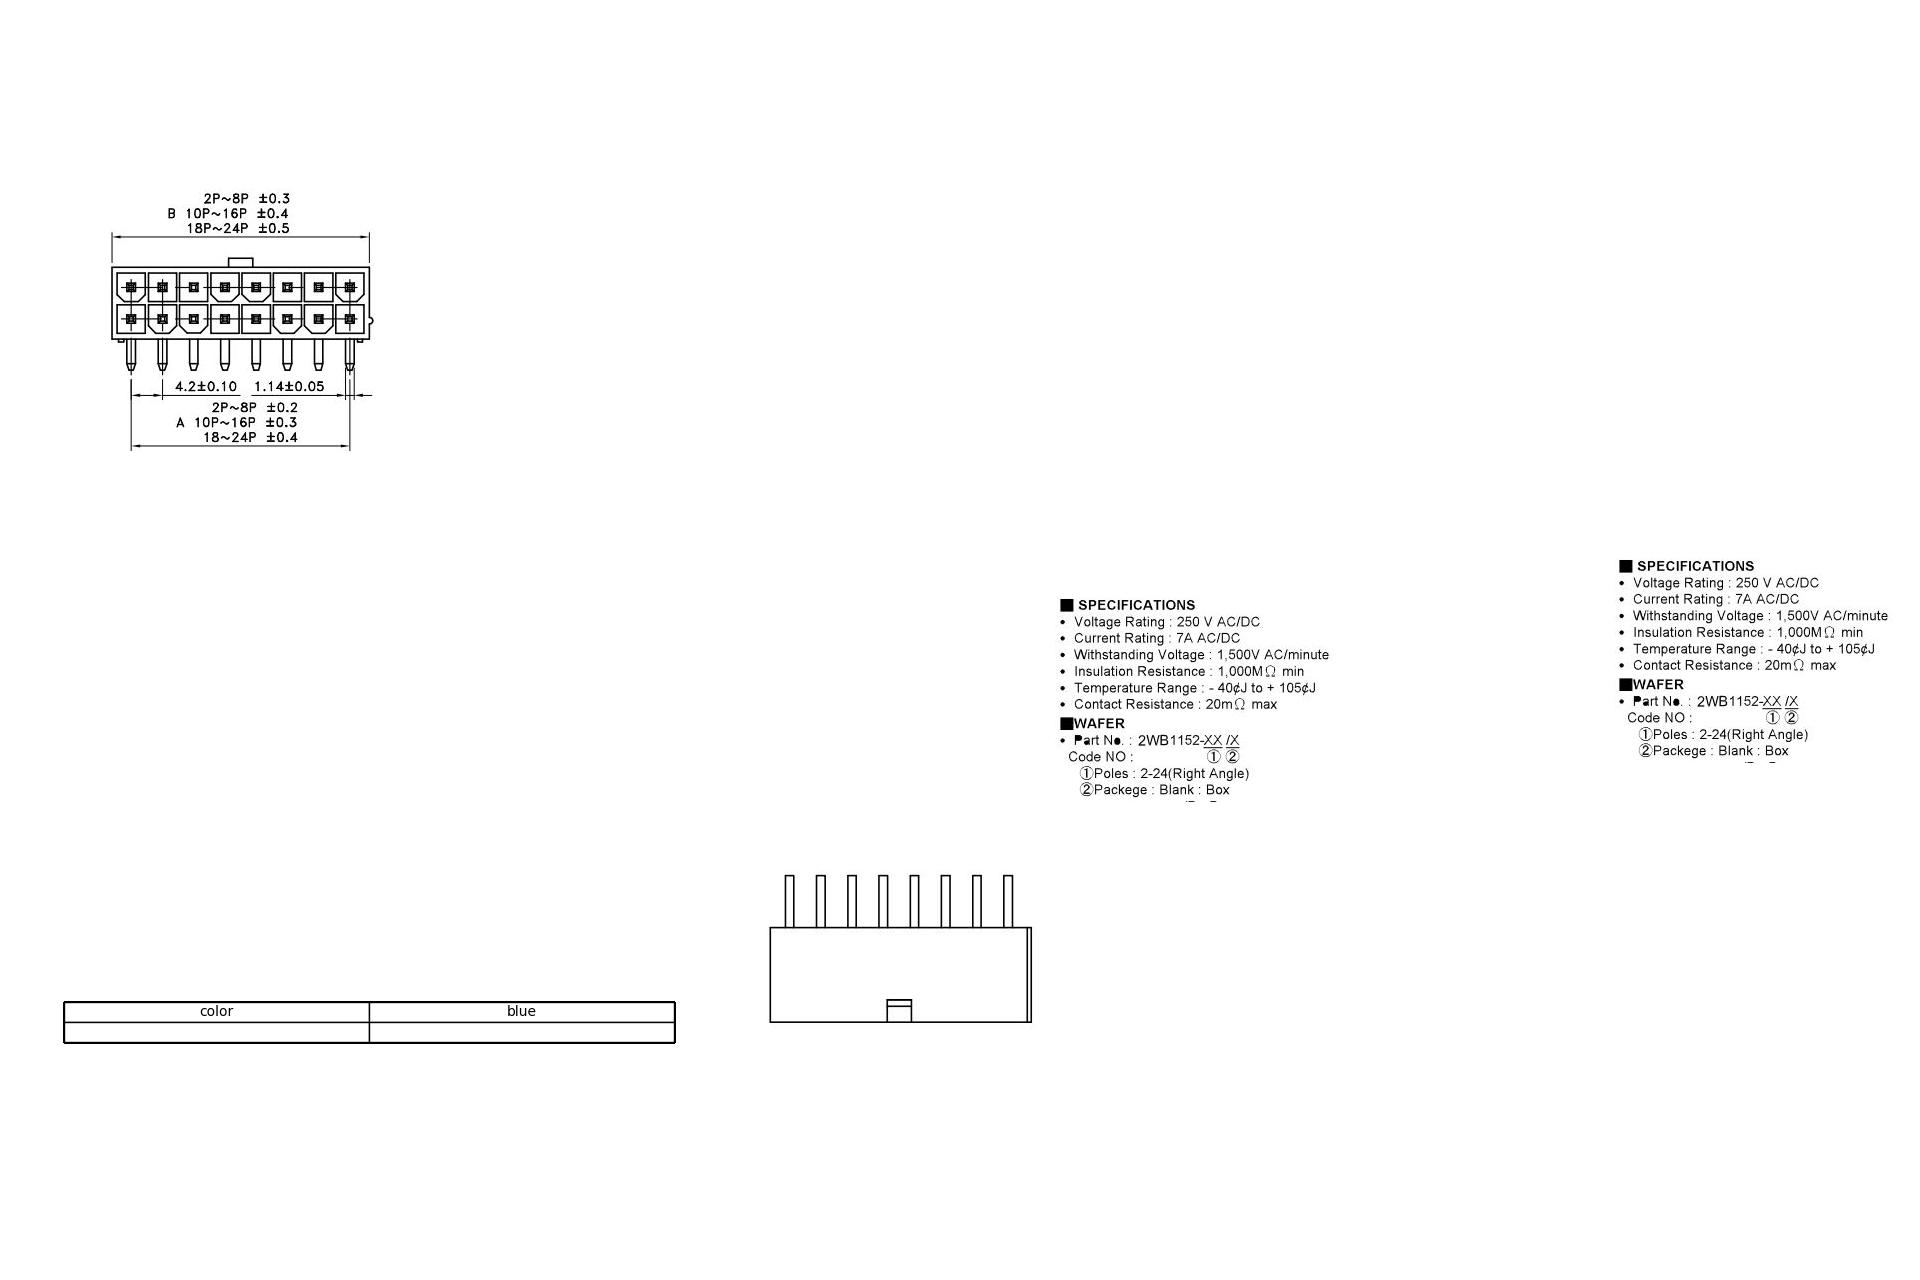 2P~8P ±0.3
B 10P~16P ±0.4
18P~24P ±0.5
4.2±0.10 1.14±0.05
2P~8P ±0.2
A 10P~16P ±0.3
18~24P ±0.4
■ SPECIFICATIONS
• Voltage Rating : 250 V AC/DC
• Current Rating : 7A AC/DC
• Withstanding Voltage : 1,500V AC/minute
• Insulation Resistance : 1,000MΩ min
• Temperature Range : - 40¢J to + 105¢J
• Contact Resistance : 20mΩ max
■WAFER
• Part No. : 2WB1152-XX /X
Code NO : ① ②
①Poles : 2-24(Right Angle)
②Packege : Blank : Box
■ SPECIFICATIONS
• Voltage Rating : 250 V AC/DC
• Current Rating : 7A AC/DC
• Withstanding Voltage : 1,500V AC/minute
• Insulation Resistance : 1,000MΩ min
• Temperature Range : - 40¢J to + 105¢J
• Contact Resistance : 20mΩ max
■WAFER
• Part No. : 2WB1152-XX /X
Code NO : ① ②
①Poles : 2-24(Right Angle)
②Packege : Blank : Box
color blue